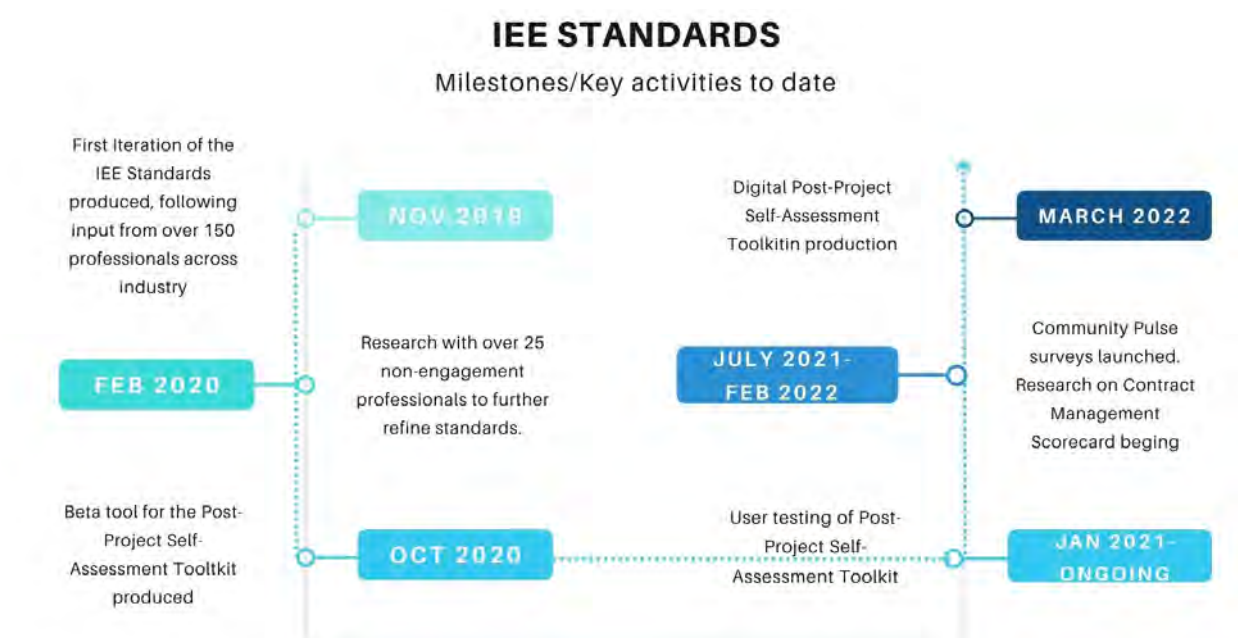 IEE STANDARDS
Milestones/Key activities to date
First Iteration of the
IEE Standards
produced, following
input from over 150
professionals across
industry
NOV 2019
FEB 2020
Research with over 25
non-engagement
professionals to further
refine standards.
Beta tool for the Post-
Project Self-
Assessment Tooltkit
produced
OCT 2020
User testing of Post-
Project Self-
Assessment Toolkit
JAN 2021-
ONGOING
JULY 2021-
FEB 2022
Community Pulse
surveys launched.
Research on Contract
Management
Scorecard beging
Digital Post-Project
Self-Assessment
Toolkitin production
MARCH 2022